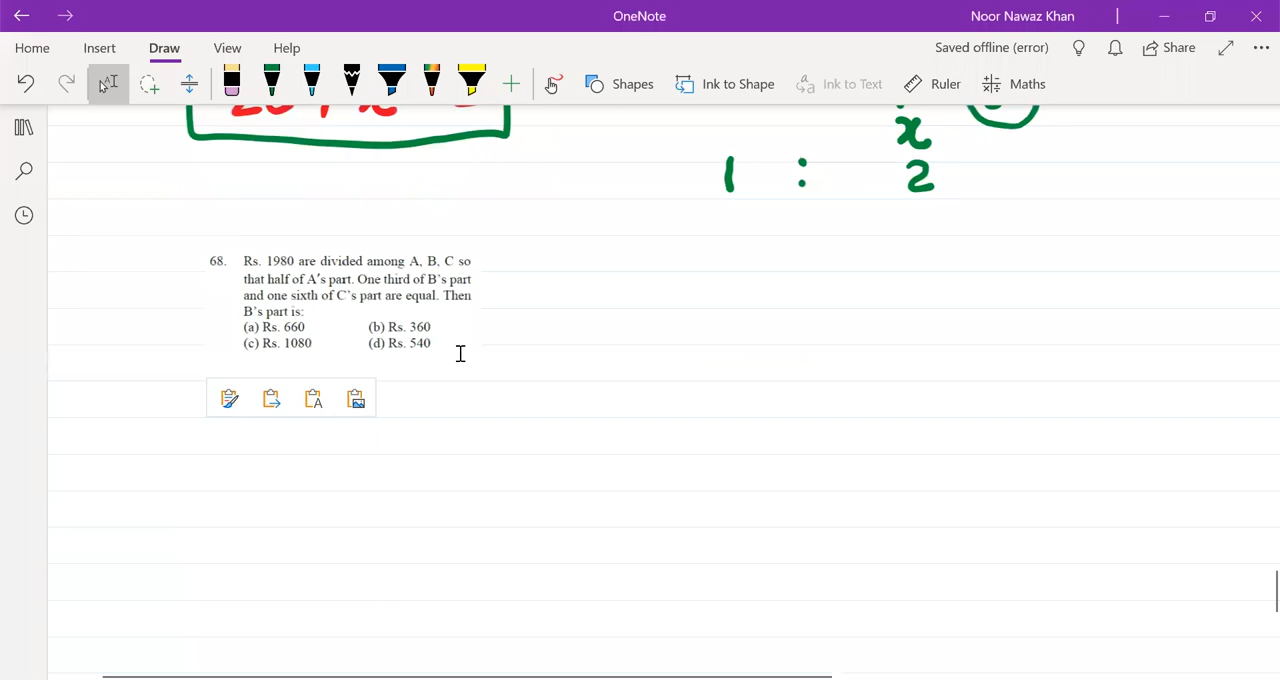 OneNote
Noor Nawaz Khan
Home Insert Draw View Help
Saved offline (error) Share
Shapes Ink to Shape Ink to Text Ruler Maths
x
1 : 2
68. Rs. 1980 are divided among A, B, C so
that half of A's part. One third of B's part
and one sixth of C's part are equal. Then
B's part is:
(a) Rs. 660 (b) Rs. 360
(c) Rs. 1080 (d) Rs. 540